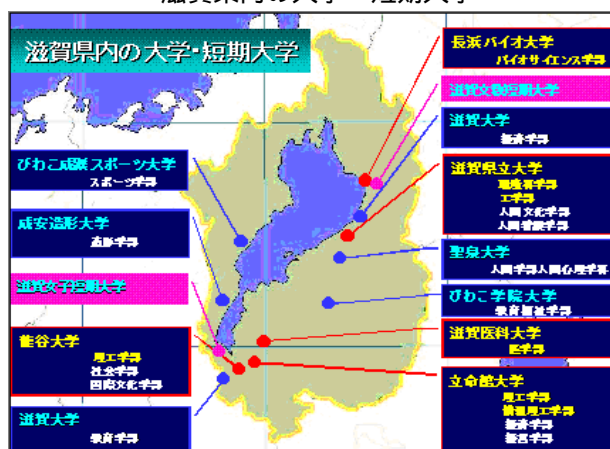 滋賀県内の大学・短期大学
長浜バイオ大学
バイオサイエンス学部
滋賀文教短期大学
滋賀大学
経済学部
滋賀県立大学
環境科学部
工学部
人間文化学部
人間看護学部
聖泉大学
人間学部人間心理学科
びわこ学院大学
教育福祉学部
滋賀医科大学
医学部
立命館大学
理工学部
情報理工学部
経済学部
経営学部
びわこ成蹊スポーツ大学
スポーツ学部
成安造形大学
造形学部
滋賀女子短期大学
龍谷大学
理工学部
社会学部
国際文化学部
滋賀大学
教育学部